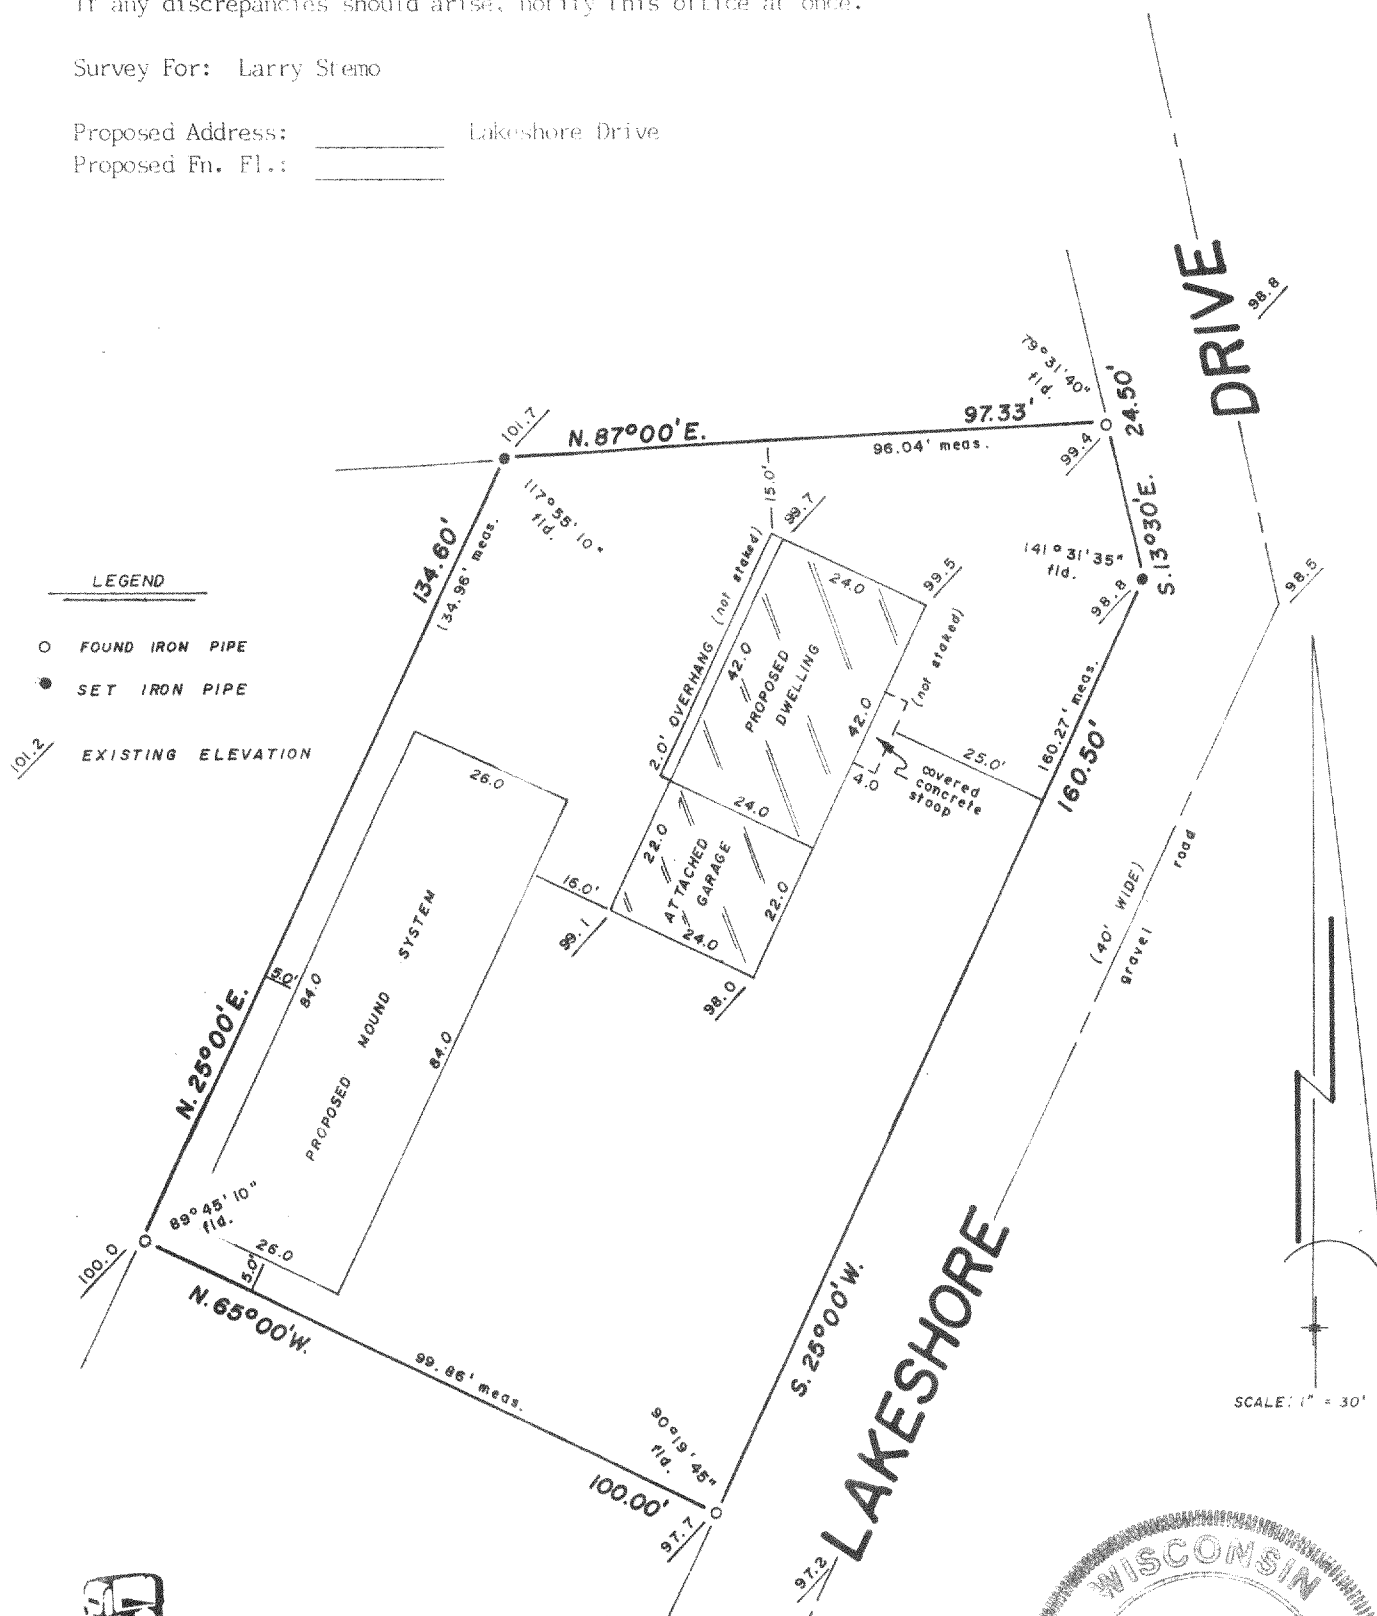 If any discrepancies should arise, notify this office at once.
Survey For: Larry Stemo
Proposed Address: Lakeshore Drive
Proposed Fn. Fl.:
DRIVE
98.8
79°31'40"
fld.
24.50'
101.7
N. 87°00'E.
97.33'
96.04' meas.
99.4
117°55'10"
fld.
15.0'
99.7
S. 13°30'E.
141°31'35"
fld.
98.8
98.5
134.60'
134.96' meas.
LEGEND
FOUND IRON PIPE
SET IRON PIPE
101.2
EXISTING ELEVATION
2.0' OVERHANG (not staked)
24.0
99.5
42.0
PROPOSED
DWELLING
42.0
(not staked)
4.0
covered
concrete
stoop
25.0'
160.27' meas.
160.50'
26.0
24.0
22.0
ATTACHED
GARAGE
22.0
24.0
16.0'
99.1
98.0
(40' WIDE)
gravel road
5.0'
84.0
PROPOSED MOUND SYSTEM
84.0
N. 25°00'E.
89°45'10"
fld.
26.0
5.0'
100.0
N. 65°00'W.
99.86' meas.
100.00'
90°19'45"
fld.
97.7
S. 25°00'W.
LAKESHORE
97.2
SCALE: 1" = 30'
WISCONSIN